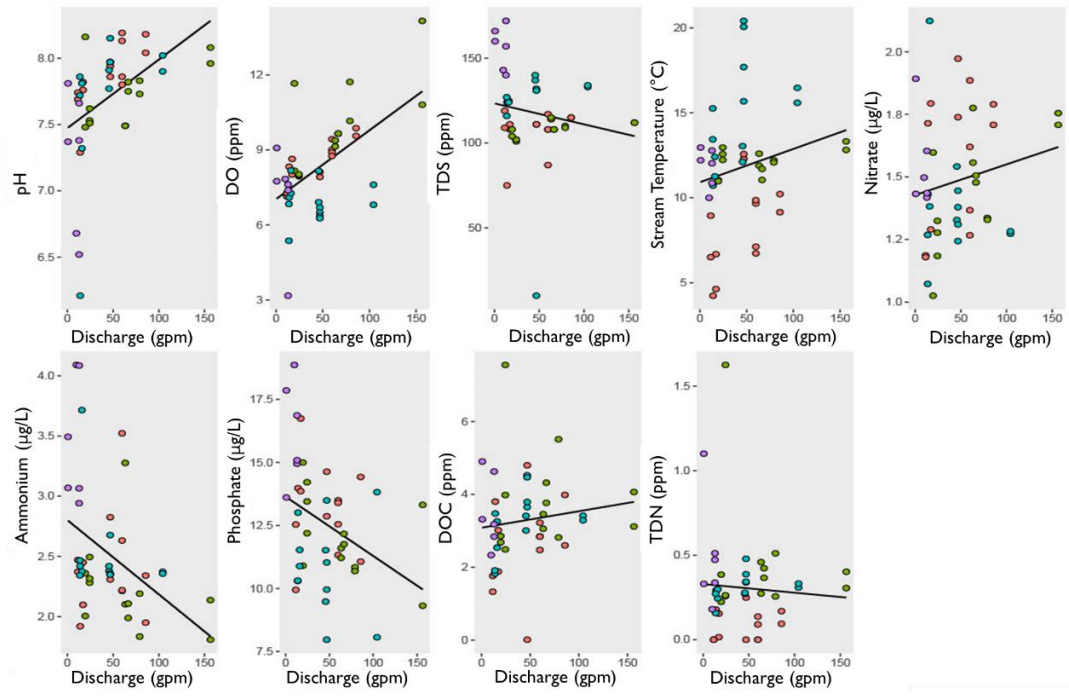 pH
8.0
7.5
7.0
6.5
0 50 100 150
Discharge (gpm)
DO (ppm)
12
9
6
3
0 50 100 150
Discharge (gpm)
TDS (ppm)
150
100
50
0 50 100 150
Discharge (gpm)
Stream Temperature (°C)
20
15
10
5
0 50 100 150
Discharge (gpm)
Nitrate (µg/L)
2.0
1.8
1.5
1.2
1.0
0 50 100 150
Discharge (gpm)
Ammonium (µg/L)
4.0
3.5
3.0
2.5
2.0
0 50 100 150
Discharge (gpm)
Phosphate (µg/L)
17.5
15.0
12.5
10.0
7.5
0 50 100 150
Discharge (gpm)
DOC (ppm)
6
4
2
0
0 50 100 150
Discharge (gpm)
TDN (ppm)
1.5
1.0
0.5
0.0
0 50 100 150
Discharge (gpm)